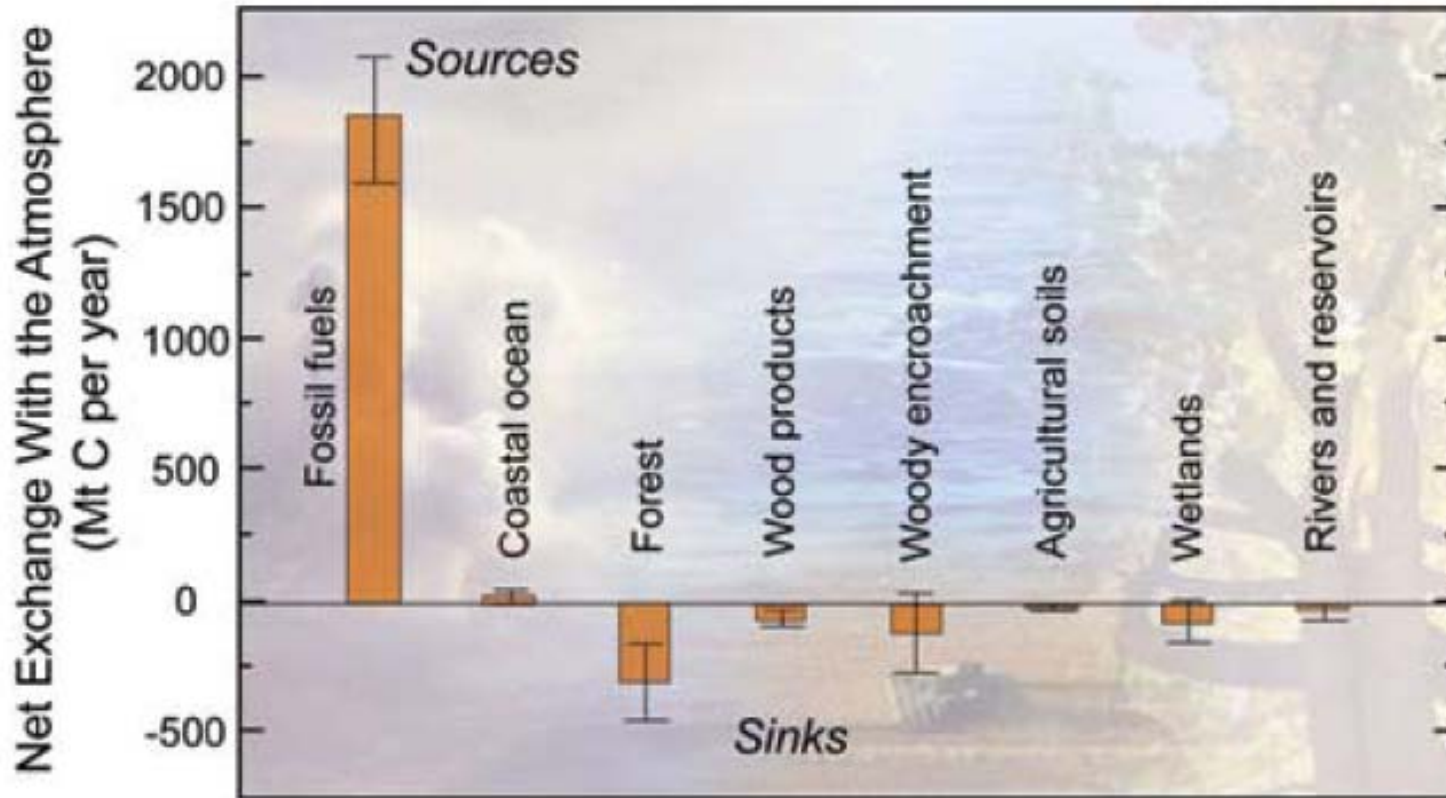 Net Exchange With the Atmosphere
(Mt C per year)
2000
1500
1000
500
0
-500
Sources
Fossil fuels
Coastal ocean
Forest
Wood products
Woody encroachment
Agricultural soils
Wetlands
Rivers and reservoirs
Sinks